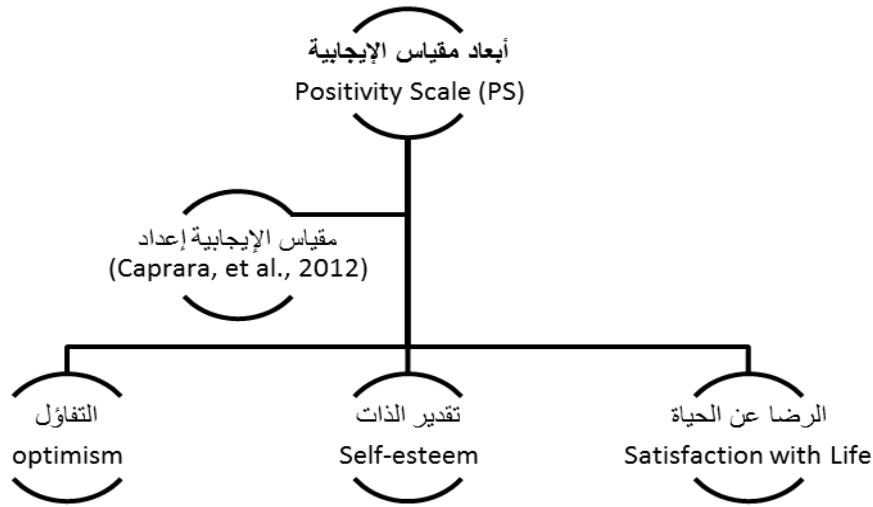 أبعاد مقياس الإيجابية
Positivity Scale (PS)
مقياس الإيجابية إعداد
(Caprara, et al., 2012)
الرضا عن الحياة
Satisfaction with Life
تقدير الذات
Self-esteem
التفاؤل
optimism